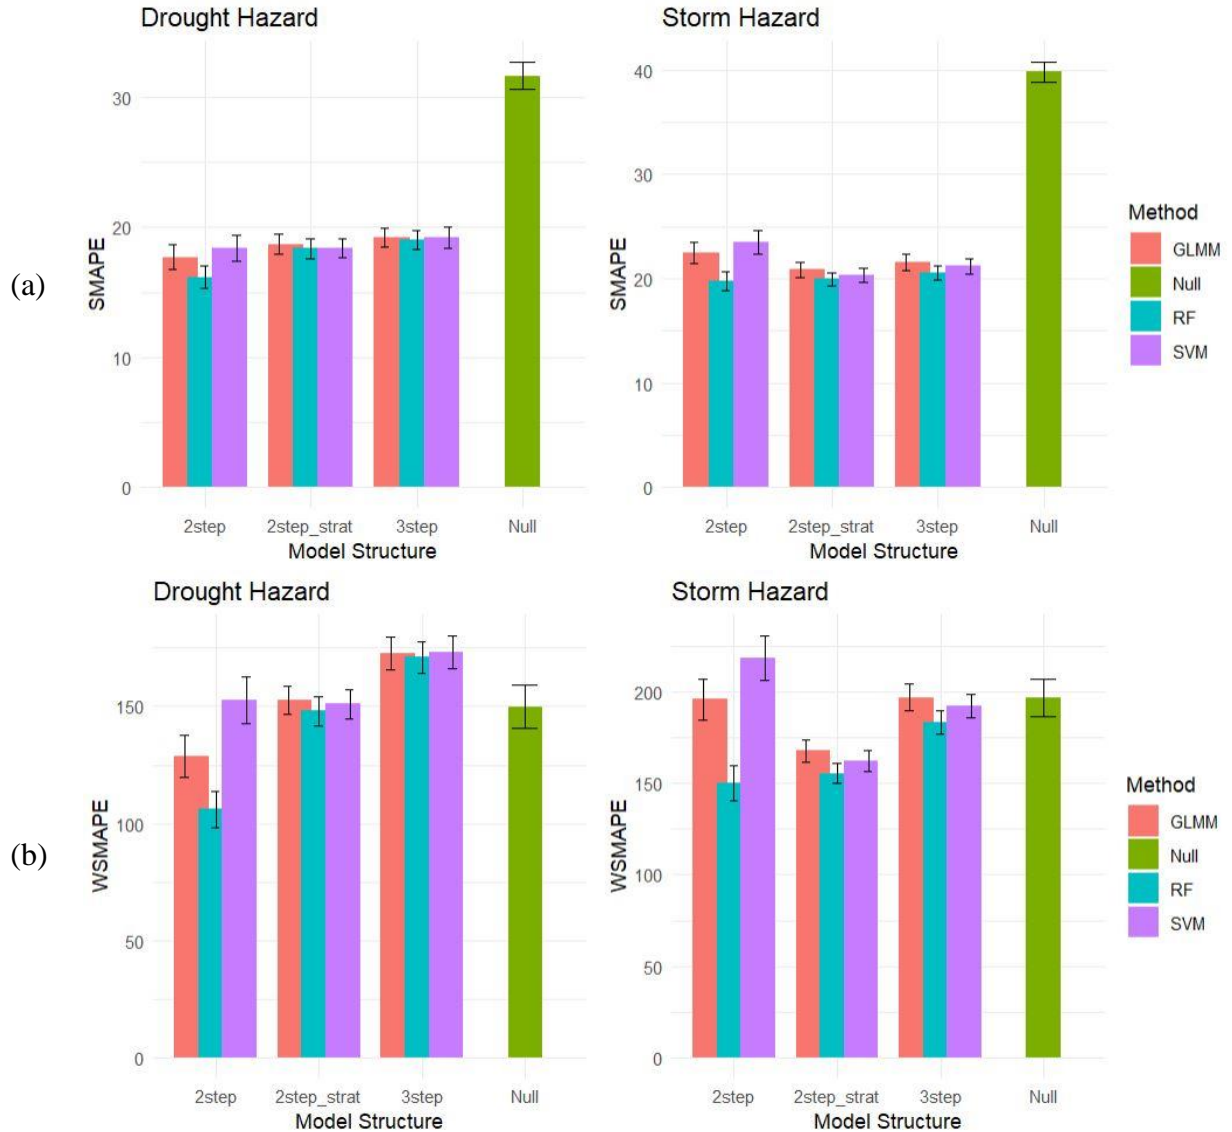 Drought Hazard
Storm Hazard
(a)
SMAPE
30
20
10
0
2step 2step_strat 3step Null
Model Structure
SMAPE
40
30
20
10
0
2step 2step_strat 3step Null
Model Structure
Method
GLMM
Null
RF
SVM
Drought Hazard
Storm Hazard
(b)
WSMAPE
150
100
50
0
2step 2step_strat 3step Null
Model Structure
WSMAPE
200
150
100
50
0
2step 2step_strat 3step Null
Model Structure
Method
GLMM
Null
RF
SVM